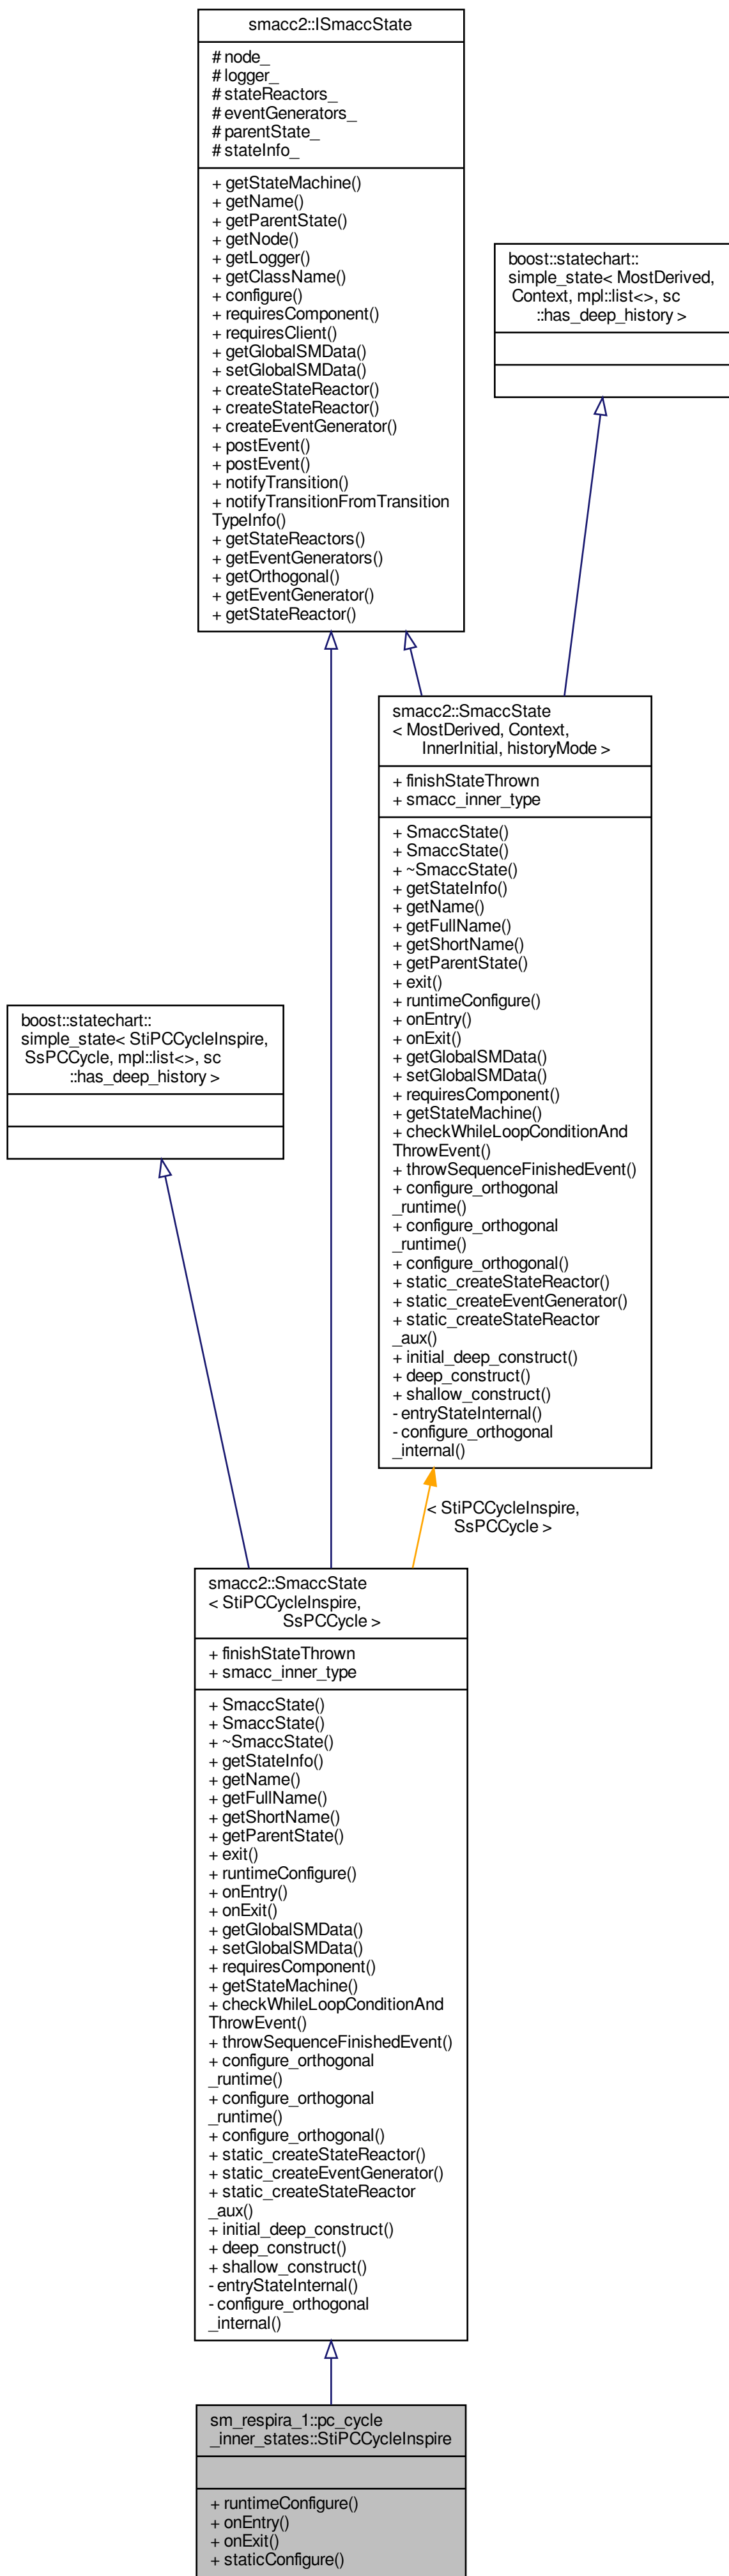 smacc2::ISmaccState
# node_
# logger_
# stateReactors_
# eventGenerators_
# parentState_
# stateInfo_
+ getStateMachine()
+ getName()
+ getParentState()
+ getNode()
+ getLogger()
+ getClassName()
+ configure()
+ requiresComponent()
+ requiresClient()
+ getGlobalSMData()
+ setGlobalSMData()
+ createStateReactor()
+ createStateReactor()
+ createEventGenerator()
+ postEvent()
+ postEvent()
+ notifyTransition()
+ notifyTransitionFromTransition
TypeInfo()
+ getStateReactors()
+ getEventGenerators()
+ getOrthogonal()
+ getEventGenerator()
+ getStateReactor()
boost::statechart::
simple_state< MostDerived,
Context, mpl::list<>, sc
::has_deep_history >
smacc2::SmaccState
< MostDerived, Context,
InnerInitial, historyMode >
+ finishStateThrown
+ smacc_inner_type
+ SmaccState()
+ SmaccState()
+ ~SmaccState()
+ getStateInfo()
+ getName()
+ getFullName()
+ getShortName()
+ getParentState()
+ exit()
+ runtimeConfigure()
+ onEntry()
+ onExit()
+ getGlobalSMData()
+ setGlobalSMData()
+ requiresComponent()
+ getStateMachine()
+ checkWhileLoopConditionAnd
ThrowEvent()
+ throwSequenceFinishedEvent()
+ configure_orthogonal
_runtime()
+ configure_orthogonal
_runtime()
+ configure_orthogonal()
+ static_createStateReactor()
+ static_createEventGenerator()
+ static_createStateReactor
_aux()
+ initial_deep_construct()
+ deep_construct()
+ shallow_construct()
- entryStateInternal()
- configure_orthogonal
_internal()
boost::statechart::
simple_state< StiPCCycleInspire,
SsPCCycle, mpl::list<>, sc
::has_deep_history >
< StiPCCycleInspire,
SsPCCycle >
smacc2::SmaccState
< StiPCCycleInspire,
SsPCCycle >
+ finishStateThrown
+ smacc_inner_type
+ SmaccState()
+ SmaccState()
+ ~SmaccState()
+ getStateInfo()
+ getName()
+ getFullName()
+ getShortName()
+ getParentState()
+ exit()
+ runtimeConfigure()
+ onEntry()
+ onExit()
+ getGlobalSMData()
+ setGlobalSMData()
+ requiresComponent()
+ getStateMachine()
+ checkWhileLoopConditionAnd
ThrowEvent()
+ throwSequenceFinishedEvent()
+ configure_orthogonal
_runtime()
+ configure_orthogonal
_runtime()
+ configure_orthogonal()
+ static_createStateReactor()
+ static_createEventGenerator()
+ static_createStateReactor
_aux()
+ initial_deep_construct()
+ deep_construct()
+ shallow_construct()
- entryStateInternal()
- configure_orthogonal
_internal()
sm_respira_1::pc_cycle
_inner_states::StiPCCycleInspire
+ runtimeConfigure()
+ onEntry()
+ onExit()
+ staticConfigure()